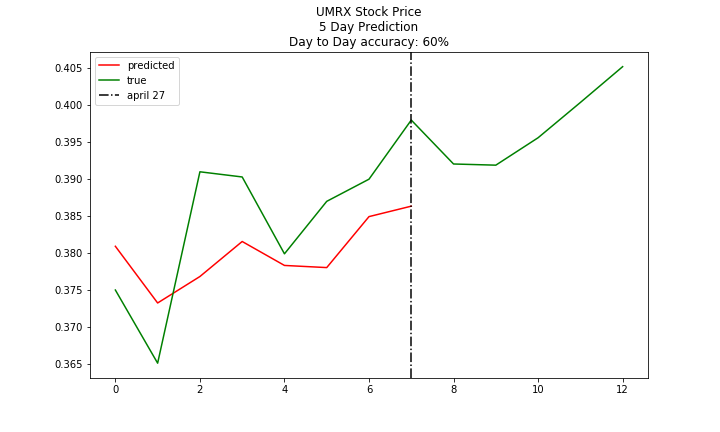 UMRX Stock Price
5 Day Prediction
Day to Day accuracy: 60%
predicted
true
april 27
0.405
0.400
0.395
0.390
0.385
0.380
0.375
0.370
0.365
0 2 4 6 8 10 12